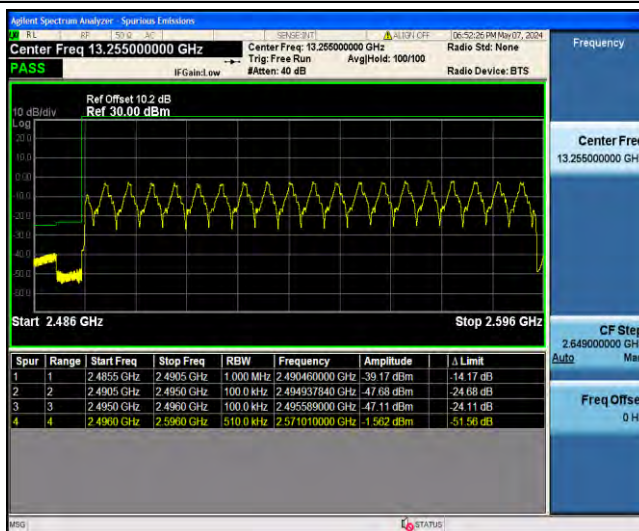 Agilent Spectrum Analyzer - Spurious Emissions
RL RF 50 Ω AC SENSE:INT ALIGN OFF 06:52:26 PM May 07, 2024
Center Freq 13.255000000 GHz
Center Freq: 13.255000000 GHz
Radio Std: None
Trig: Free Run Avg|Hold: 100/100
PASS IFGain:Low #Atten: 40 dB Radio Device: BTS
Frequency
Ref Offset 10.2 dB
10 dB/div Ref 30.00 dBm
Log
20.0
10.0
0.00
-10.0
-20.0
-30.0
-40.0
-50.0
-60.0
Start 2.486 GHz Stop 2.596 GHz
Center Fre
13.255000000 GH
CF Step
2.649000000 GH
Auto Ma
Freq Offse
0 H
Spur Range Start Freq Stop Freq RBW Frequency Amplitude Δ Limit
1 1 2.4855 GHz 2.4905 GHz 1.000 MHz 2.490460000 GHz -39.17 dBm -14.17 dB
2 2 2.4905 GHz 2.4950 GHz 100.0 kHz 2.494937840 GHz -47.68 dBm -24.68 dB
3 3 2.4950 GHz 2.4960 GHz 100.0 kHz 2.495589000 GHz -47.11 dBm -24.11 dB
4 4 2.4960 GHz 2.5960 GHz 510.0 kHz 2.571010000 GHz -1.562 dBm -51.56 dB
MSG STATUS